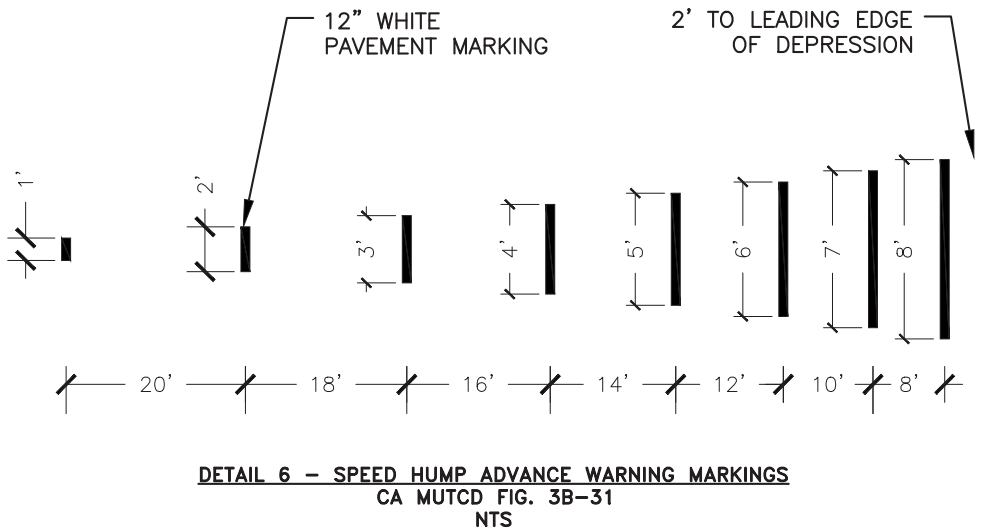 12” WHITE
PAVEMENT MARKING
2’ TO LEADING EDGE
OF DEPRESSION
1’
2’
3’
4’
5’
6’
7’
8’
20’
18’
16’
14’
12’
10’
8’
DETAIL 6 – SPEED HUMP ADVANCE WARNING MARKINGS
CA MUTCD FIG. 3B–31
NTS